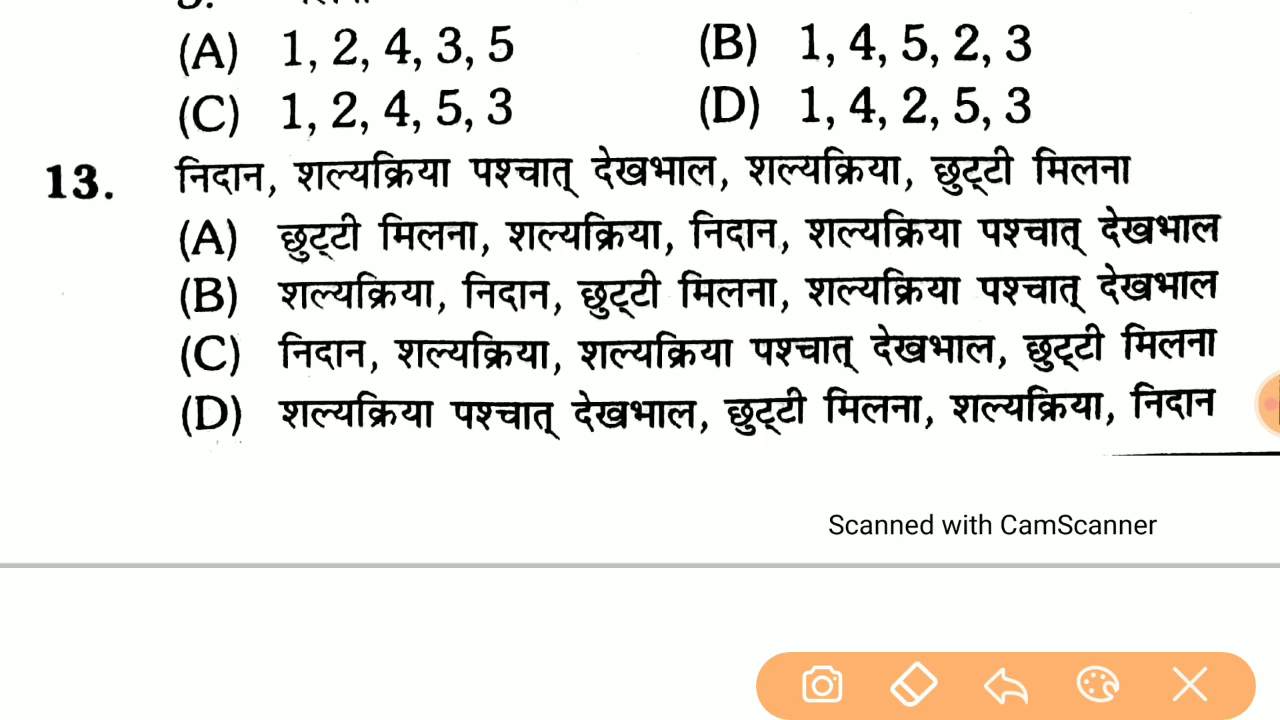 (A) 1, 2, 4, 3, 5 (B) 1, 4, 5, 2, 3
(C) 1, 2, 4, 5, 3 (D) 1, 4, 2, 5, 3
13. निदान, शल्यक्रिया पश्चात् देखभाल, शल्यक्रिया, छुट्टी मिलना
(A) छुट्टी मिलना, शल्यक्रिया, निदान, शल्यक्रिया पश्चात् देखभाल
(B) शल्यक्रिया, निदान, छुट्टी मिलना, शल्यक्रिया पश्चात् देखभाल
(C) निदान, शल्यक्रिया, शल्यक्रिया पश्चात् देखभाल, छुट्टी मिलना
(D) शल्यक्रिया पश्चात् देखभाल, छुट्टी मिलना, शल्यक्रिया, निदान
Scanned with CamScanner